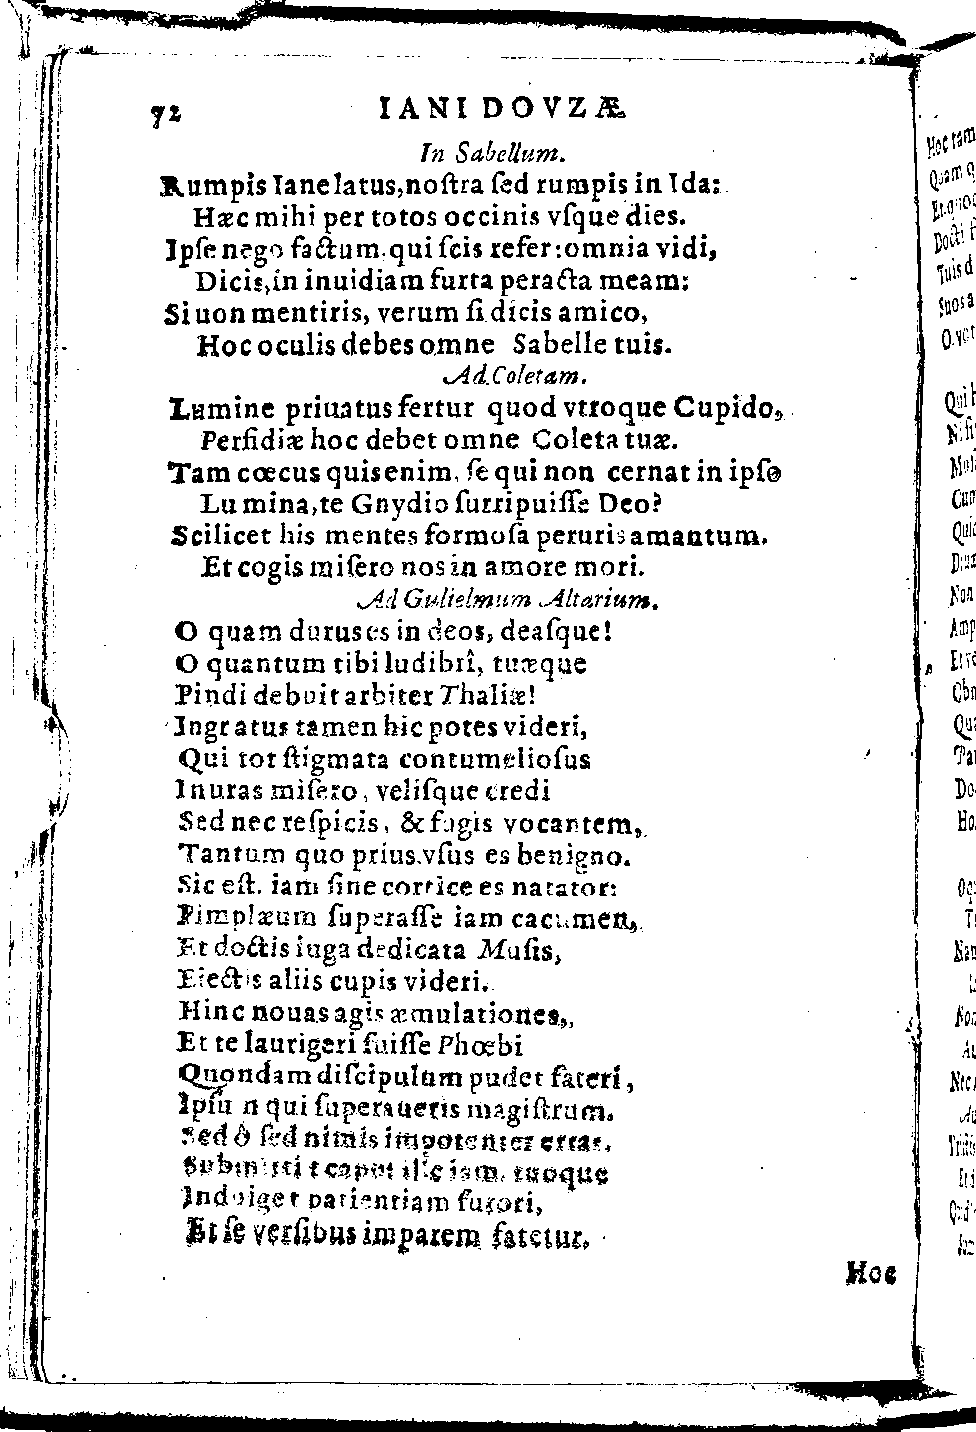 72 IANI DOVZÆ
In Sabellum.
Rumpis Iane latus, noſtra ſed rumpis in Ida:
Hæc mihi per totos occinis vſque dies.
Ipſe nego factum. qui ſcis refer: omnia vidi,
Dicis, in inuidiam furta peracta meam:
Si uon mentiris, verum ſi dicis amico,
Hoc oculis debes omne Sabelle tuis.
Ad Coletam.
Lumine priuatus fertur quod vtroque Cupido,
Perfidiæ hoc debet omne Coleta tuæ.
Tam cœcus quis enim, ſe qui non cernat in ipſo
Lumina, te Gnydio ſurripuiſſe Deo?
Scilicet his mentes formoſa peruris amantum.
Et cogis miſero nos in amore mori.
Ad Gulielmum Altarium.
O quam durus es in deos, deaſque!
O quantum tibi ludibrî, tuæque
Pindi debuit arbiter Thaliæ!
Ingratus tamen hic potes videri,
Qui tot ſtigmata contumelioſus
Inuras miſero, veliſque credi
Sed nec reſpicis, & fugis vocantem,
Tantum quo prius vſus es benigno.
Sic eſt. iam ſine cortice es natator:
Pimplæum ſuperaſſe iam cacumen,
Et doctis iuga dedicata Muſis,
Eiectis aliis cupis videri.
Hinc nouas agis æmulationes,
Et te laurigeri fuiſſe Phœbi
Quondam diſcipulum pudet fateri,
Ipſum qui ſuperaueris magiſtrum.
Sed ô ſed nimis impotenter erras.
Submittit caput iam, tuoque
Indulget patientiam furori,
Et ſe verſibus imparem fatetur.
Hoc